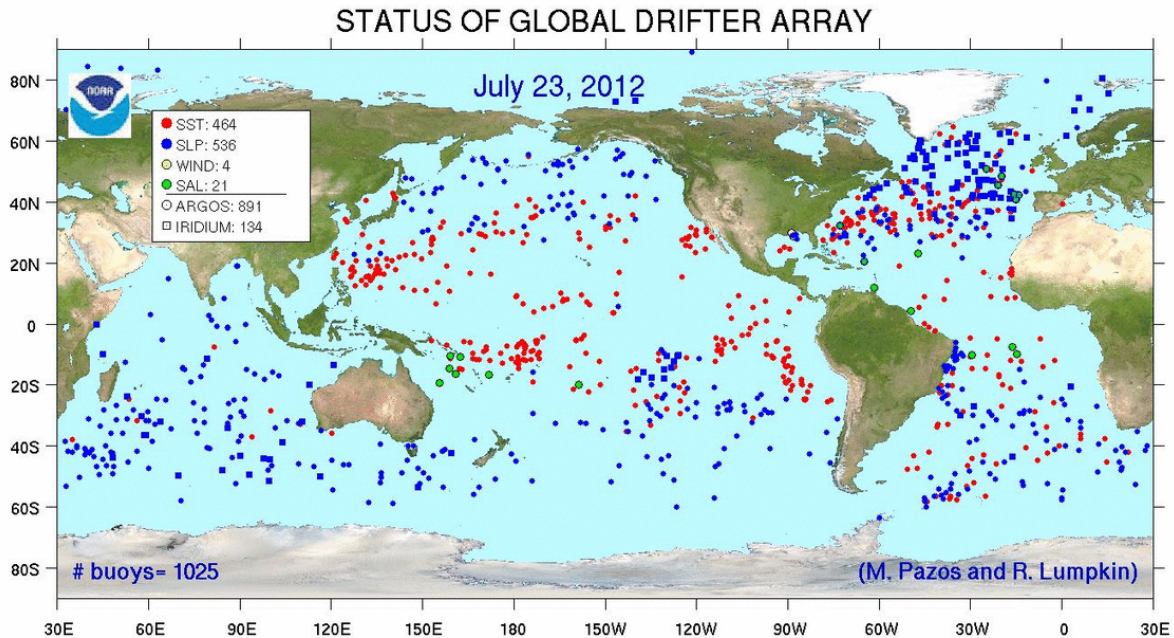 STATUS OF GLOBAL DRIFTER ARRAY
July 23, 2012
NOAA
SST: 464
SLP: 536
WIND: 4
SAL: 21
ARGOS: 891
IRIDIUM: 134
80N
60N
40N
20N
0
20S
40S
60S
80S
# buoys= 1025
(M. Pazos and R. Lumpkin)
30E 60E 90E 120E 150E 180E 150W 120W 90W 60W 30W 0 30E